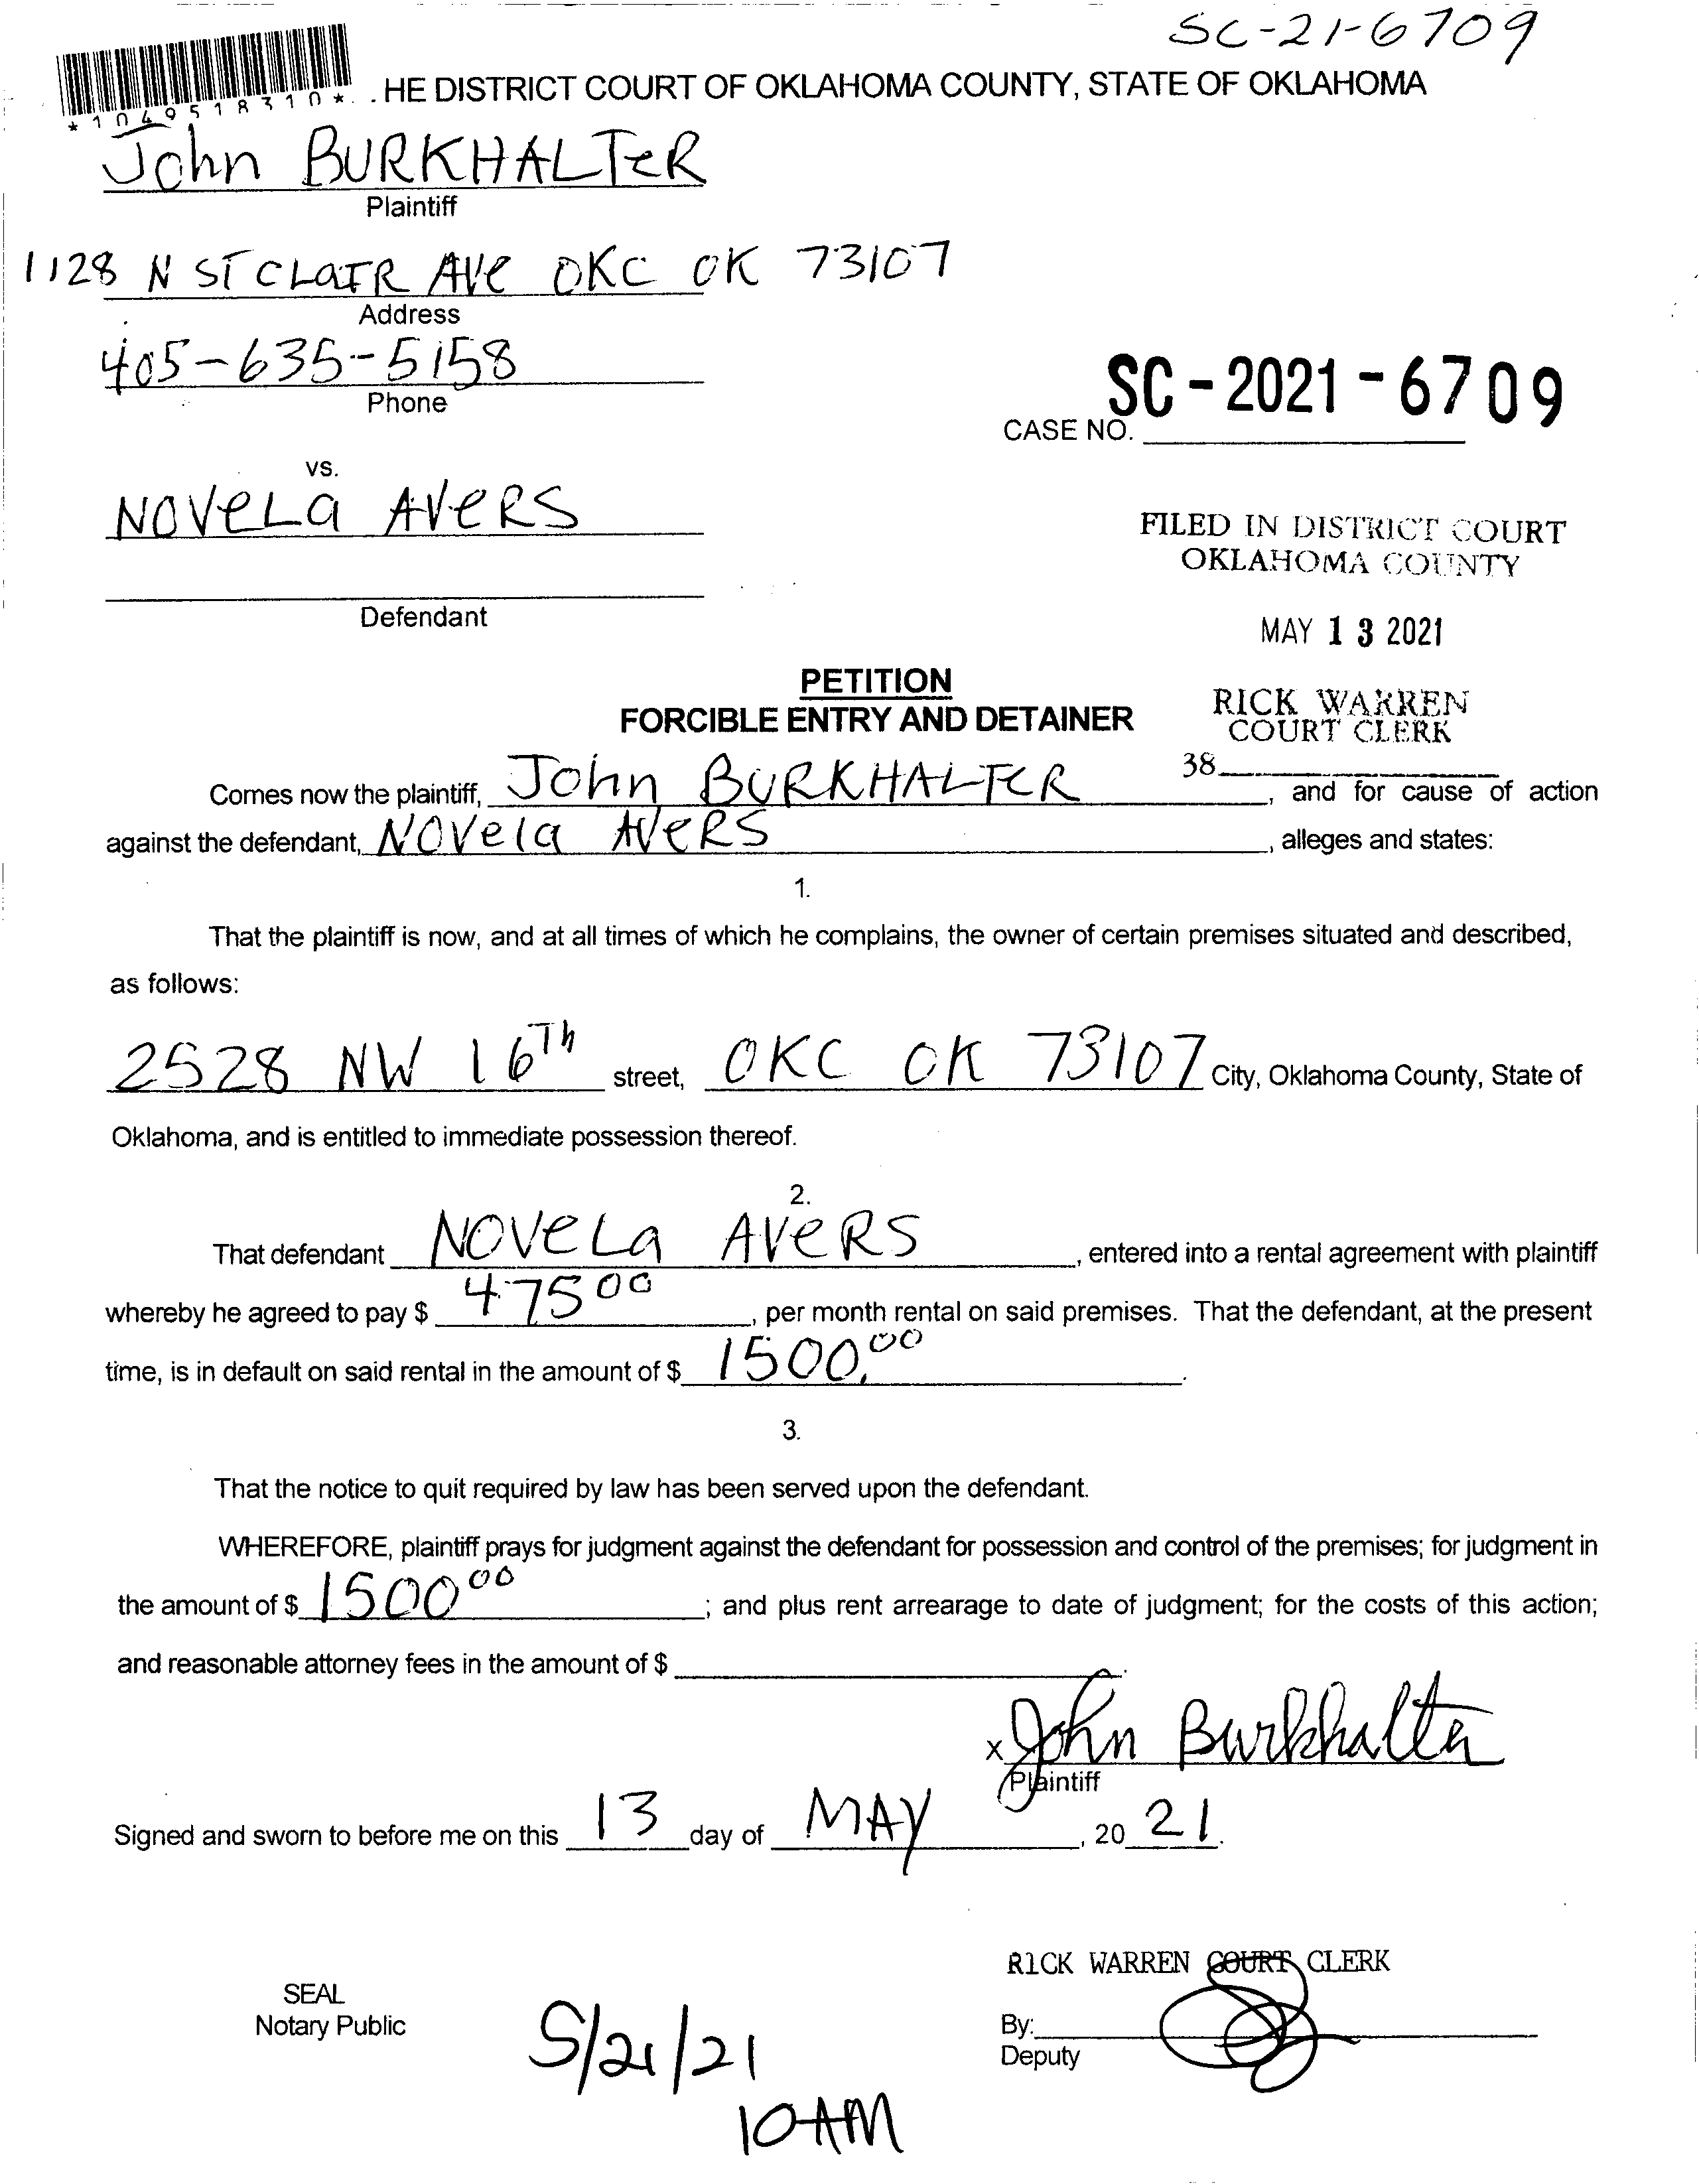 SC-21-6709
*1049518310*
HE DISTRICT COURT OF OKLAHOMA COUNTY, STATE OF OKLAHOMA
John BURKHALTeR
Plaintiff
1128 N ST CLaIR AVe OKC OK 73107
Address
405-635-5158
Phone
SC-2021-6709
CASE NO.
vs.
NOVeLa AVeRS
FILED IN DISTRICT COURT
OKLAHOMA COUNTY
Defendant
MAY 13 2021
PETITION
FORCIBLE ENTRY AND DETAINER
RICK WARREN
COURT CLERK
38
Comes now the plaintiff, John BURKHALTeR, and for cause of action
against the defendant, NOVela AVeRS, alleges and states:
1.
That the plaintiff is now, and at all times of which he complains, the owner of certain premises situated and described,
as follows:
2528 NW 16Th street, OKC OK 73107 City, Oklahoma County, State of
Oklahoma, and is entitled to immediate possession thereof.
2.
That defendant NOVeLa AVeRS, entered into a rental agreement with plaintiff
whereby he agreed to pay $ 475 00, per month rental on said premises. That the defendant, at the present
time, is in default on said rental in the amount of $ 1500.00.
3.
That the notice to quit required by law has been served upon the defendant.
WHEREFORE, plaintiff prays for judgment against the defendant for possession and control of the premises; for judgment in
the amount of $ 1500 00; and plus rent arrearage to date of judgment; for the costs of this action;
and reasonable attorney fees in the amount of $ .
x John Burkhalter
Plaintiff
Signed and sworn to before me on this 13 day of MAY, 20 21.
RICK WARREN COURT CLERK
SEAL
Notary Public
By:
Deputy
5/21/21
10AM